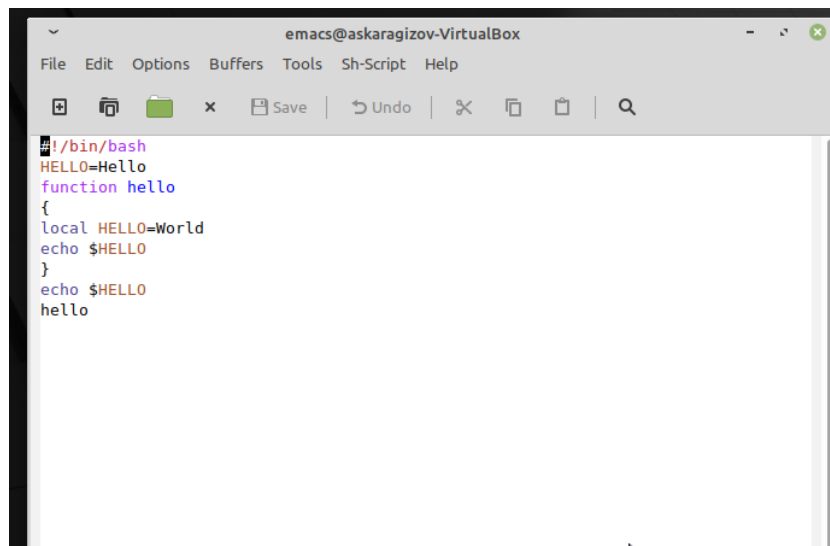 emacs@askaragizov-VirtualBox
File Edit Options Buffers Tools Sh-Script Help
Save Undo
#!/bin/bash
HELLO=Hello
function hello
{
local HELLO=World
echo $HELLO
}
echo $HELLO
hello